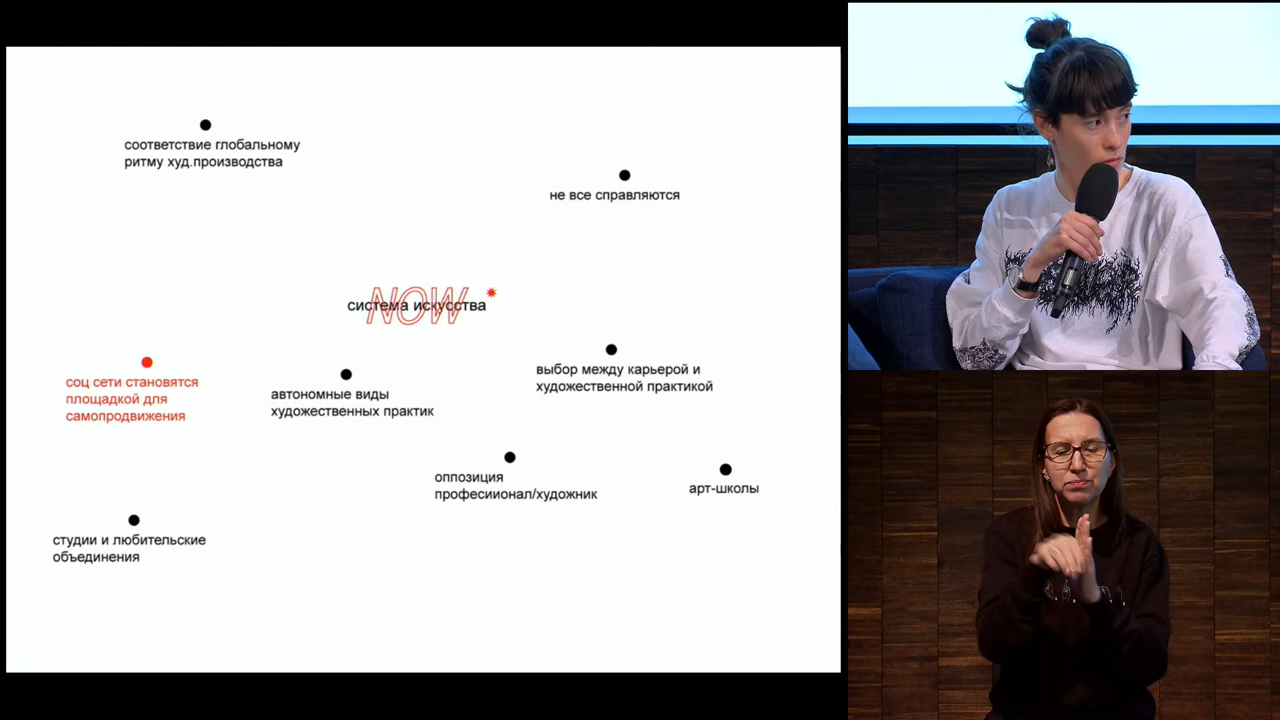 соответствие глобальному
ритму худ.производства
не все справляются
NOW
система искусства
соц сети становятся
площадкой для
самопродвижения
автономные виды
художественных практик
выбор между карьерой и
художественной практикой
оппозиция
професиионал/художник
арт-школы
студии и любительские
объединения